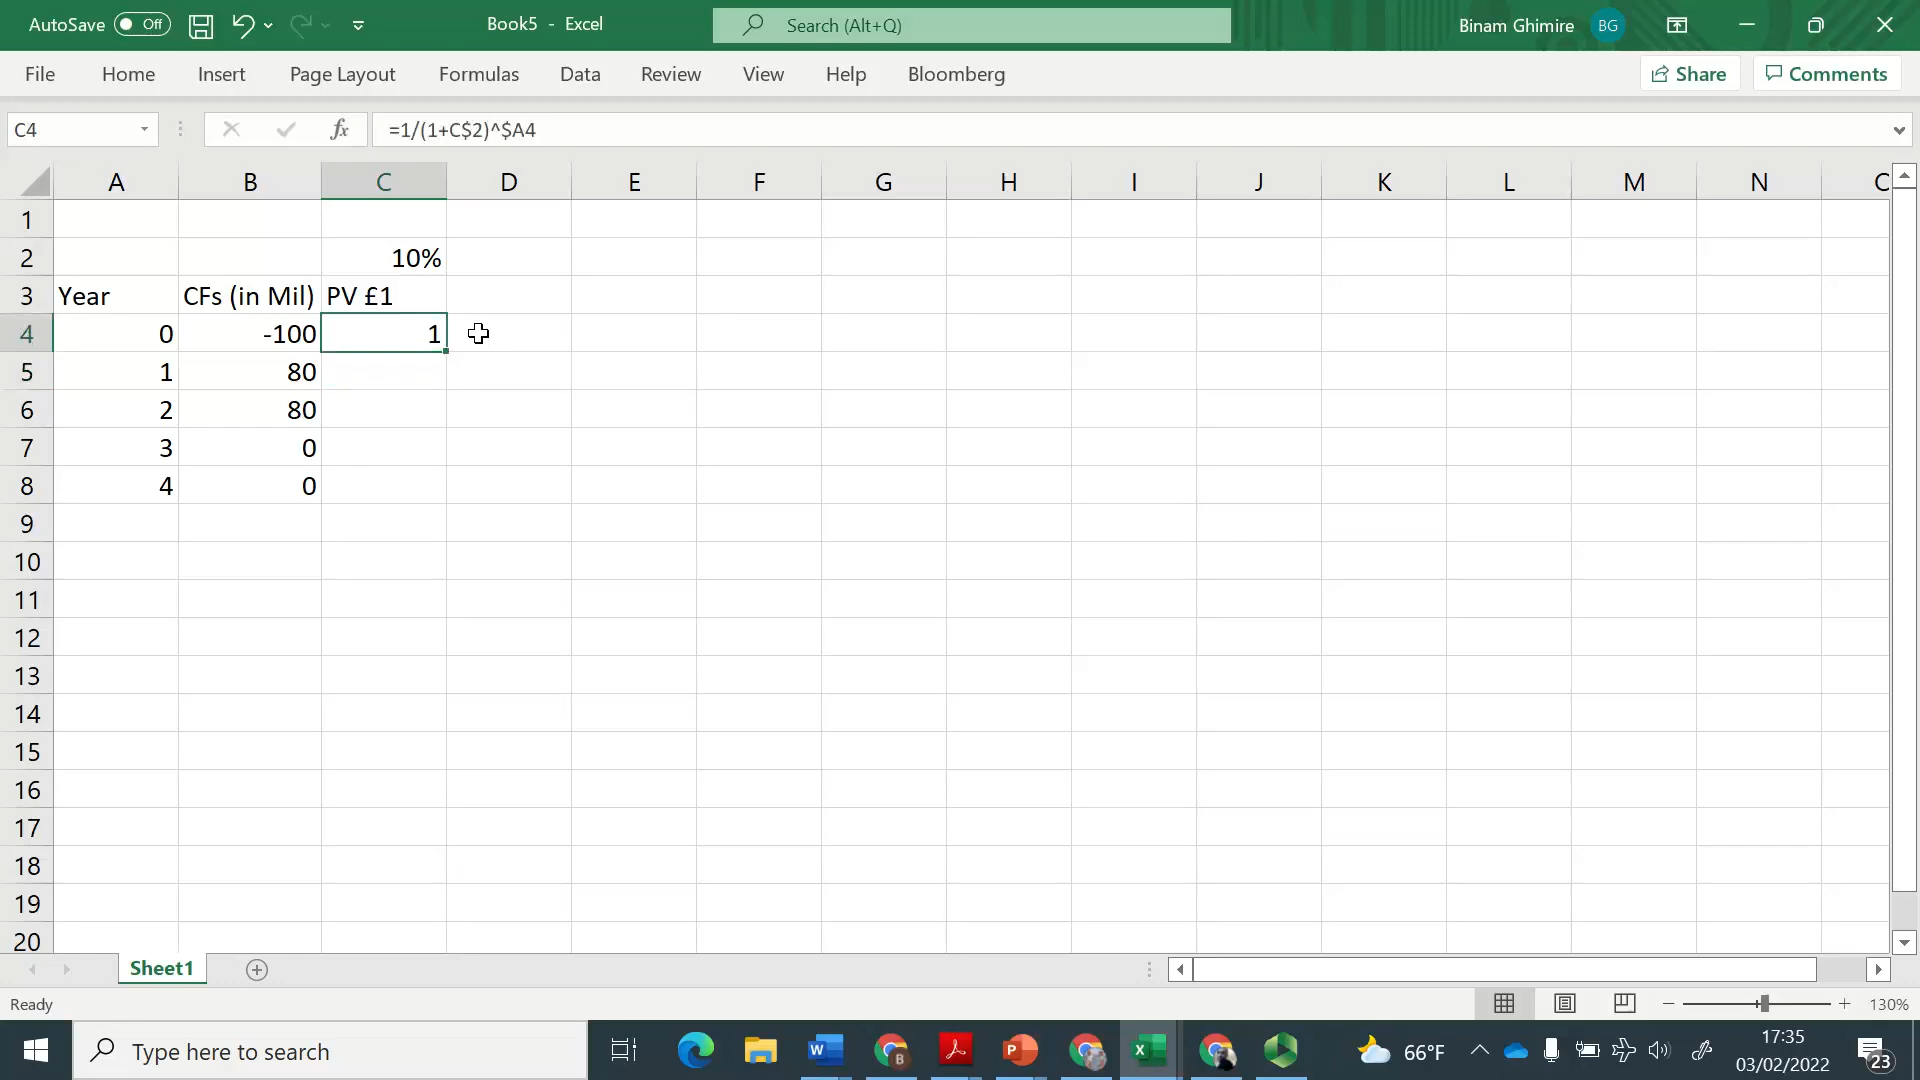 AutoSave Off Book5 - Excel Search (Alt+Q) Binam Ghimire BG
File Home Insert Page Layout Formulas Data Review View Help Bloomberg Share Comments
C4 fx =1/(1+C$2)^$A4
A B C D E F G H I J K L M N C
1
2 10%
3 Year CFs (in Mil) PV £1
4 0 -100 1
5 1 80
6 2 80
7 3 0
8 4 0
9
10
11
12
13
14
15
16
17
18
19
20
Sheet1
Ready 130%
Type here to search W B P X 66°F 17:35
03/02/2022 23